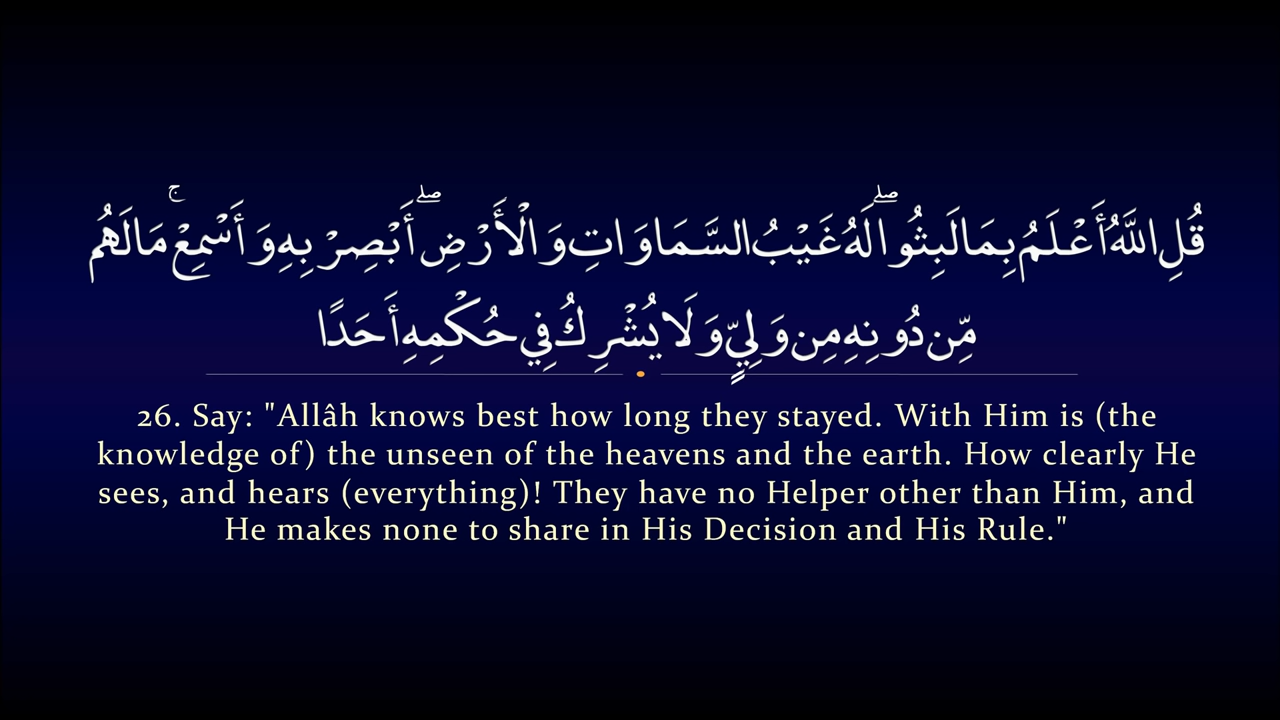 قُلِ اللَّهُ أَعْلَمُ بِمَا لَبِثُوا ۖ لَهُ غَيْبُ السَّمَاوَاتِ وَالْأَرْضِ ۖ أَبْصِرْ بِهِ وَأَسْمِعْ ۚ مَا لَهُم
مِّن دُونِهِ مِن وَلِيٍّ وَلَا يُشْرِكُ فِي حُكْمِهِ أَحَدًا
26. Say: "Allâh knows best how long they stayed. With Him is (the
knowledge of) the unseen of the heavens and the earth. How clearly He
sees, and hears (everything)! They have no Helper other than Him, and
He makes none to share in His Decision and His Rule."